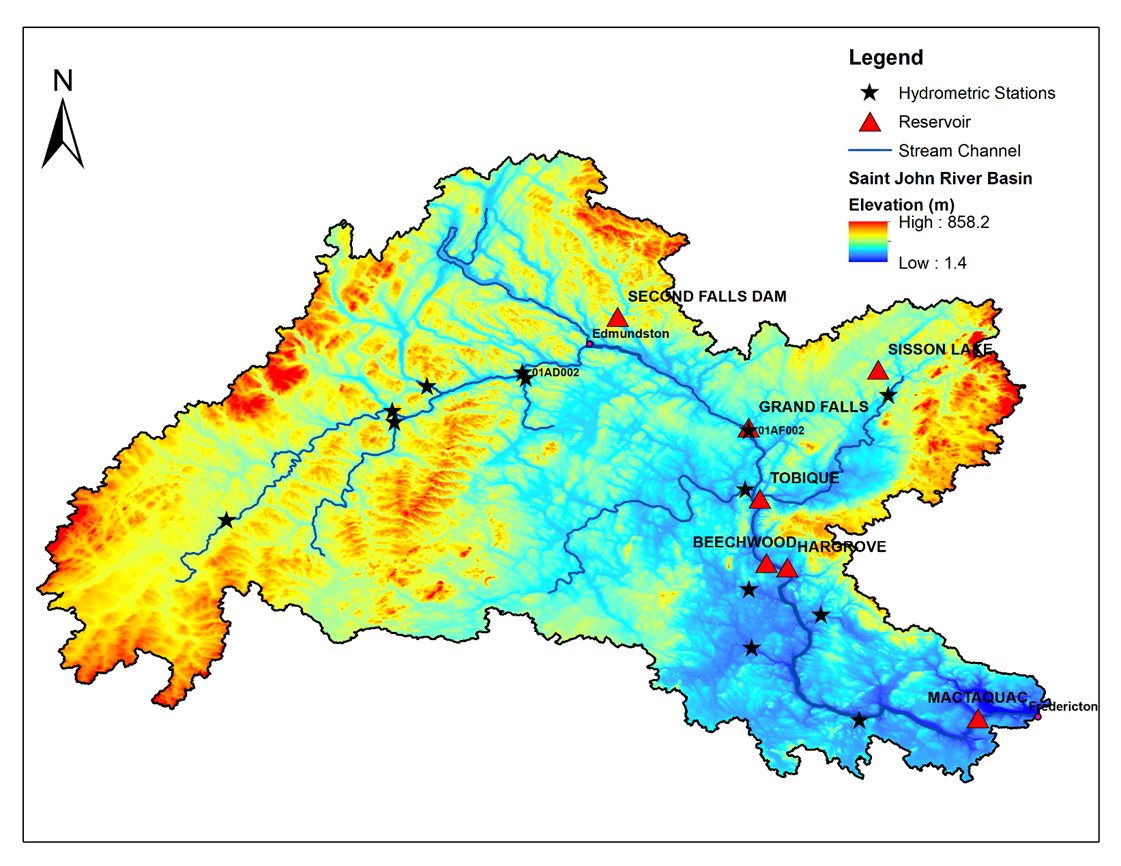 N
Legend
Hydrometric Stations
Reservoir
Stream Channel
Saint John River Basin
Elevation (m)
High : 858.2
Low : 1.4
SECOND FALLS DAM
Edmundston
SISSON LAKE
01AD002
GRAND FALLS
01AF002
TOBIQUE
BEECHWOOD
HARGROVE
MACTAQUAC
Fredericton